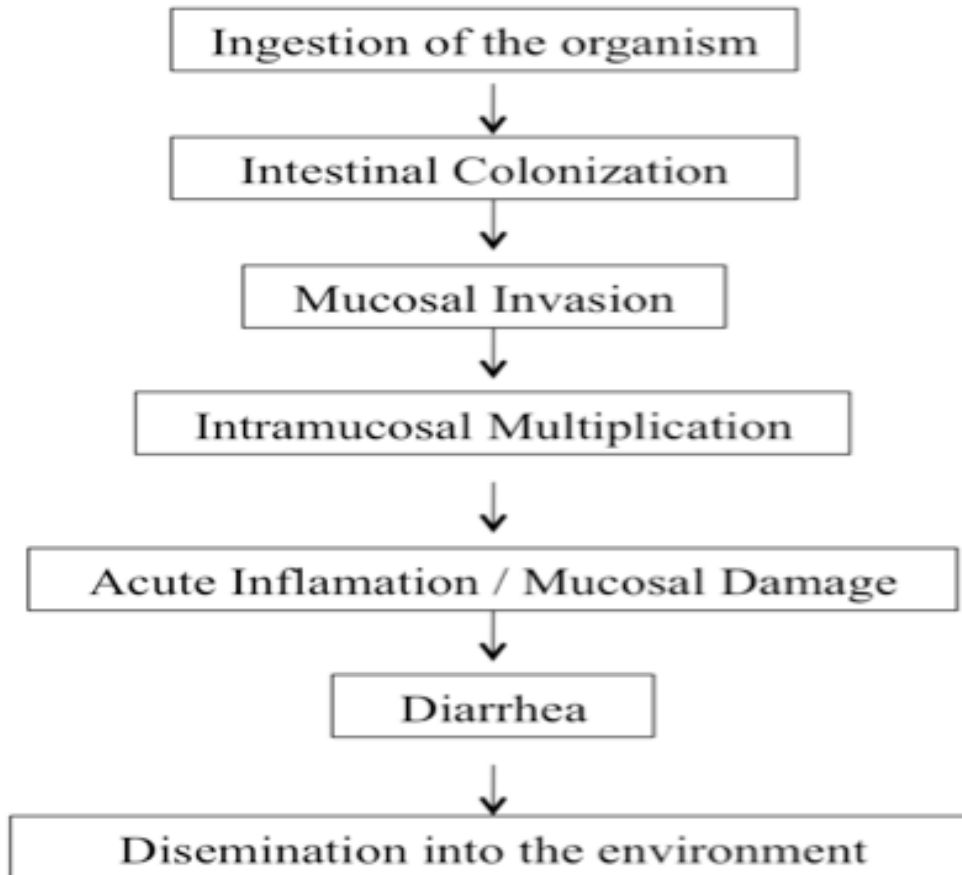 Ingestion of the organism
Intestinal Colonization
Mucosal Invasion
Intramucosal Multiplication
Acute Inflamation / Mucosal Damage
Diarrhea
Disemination into the environment